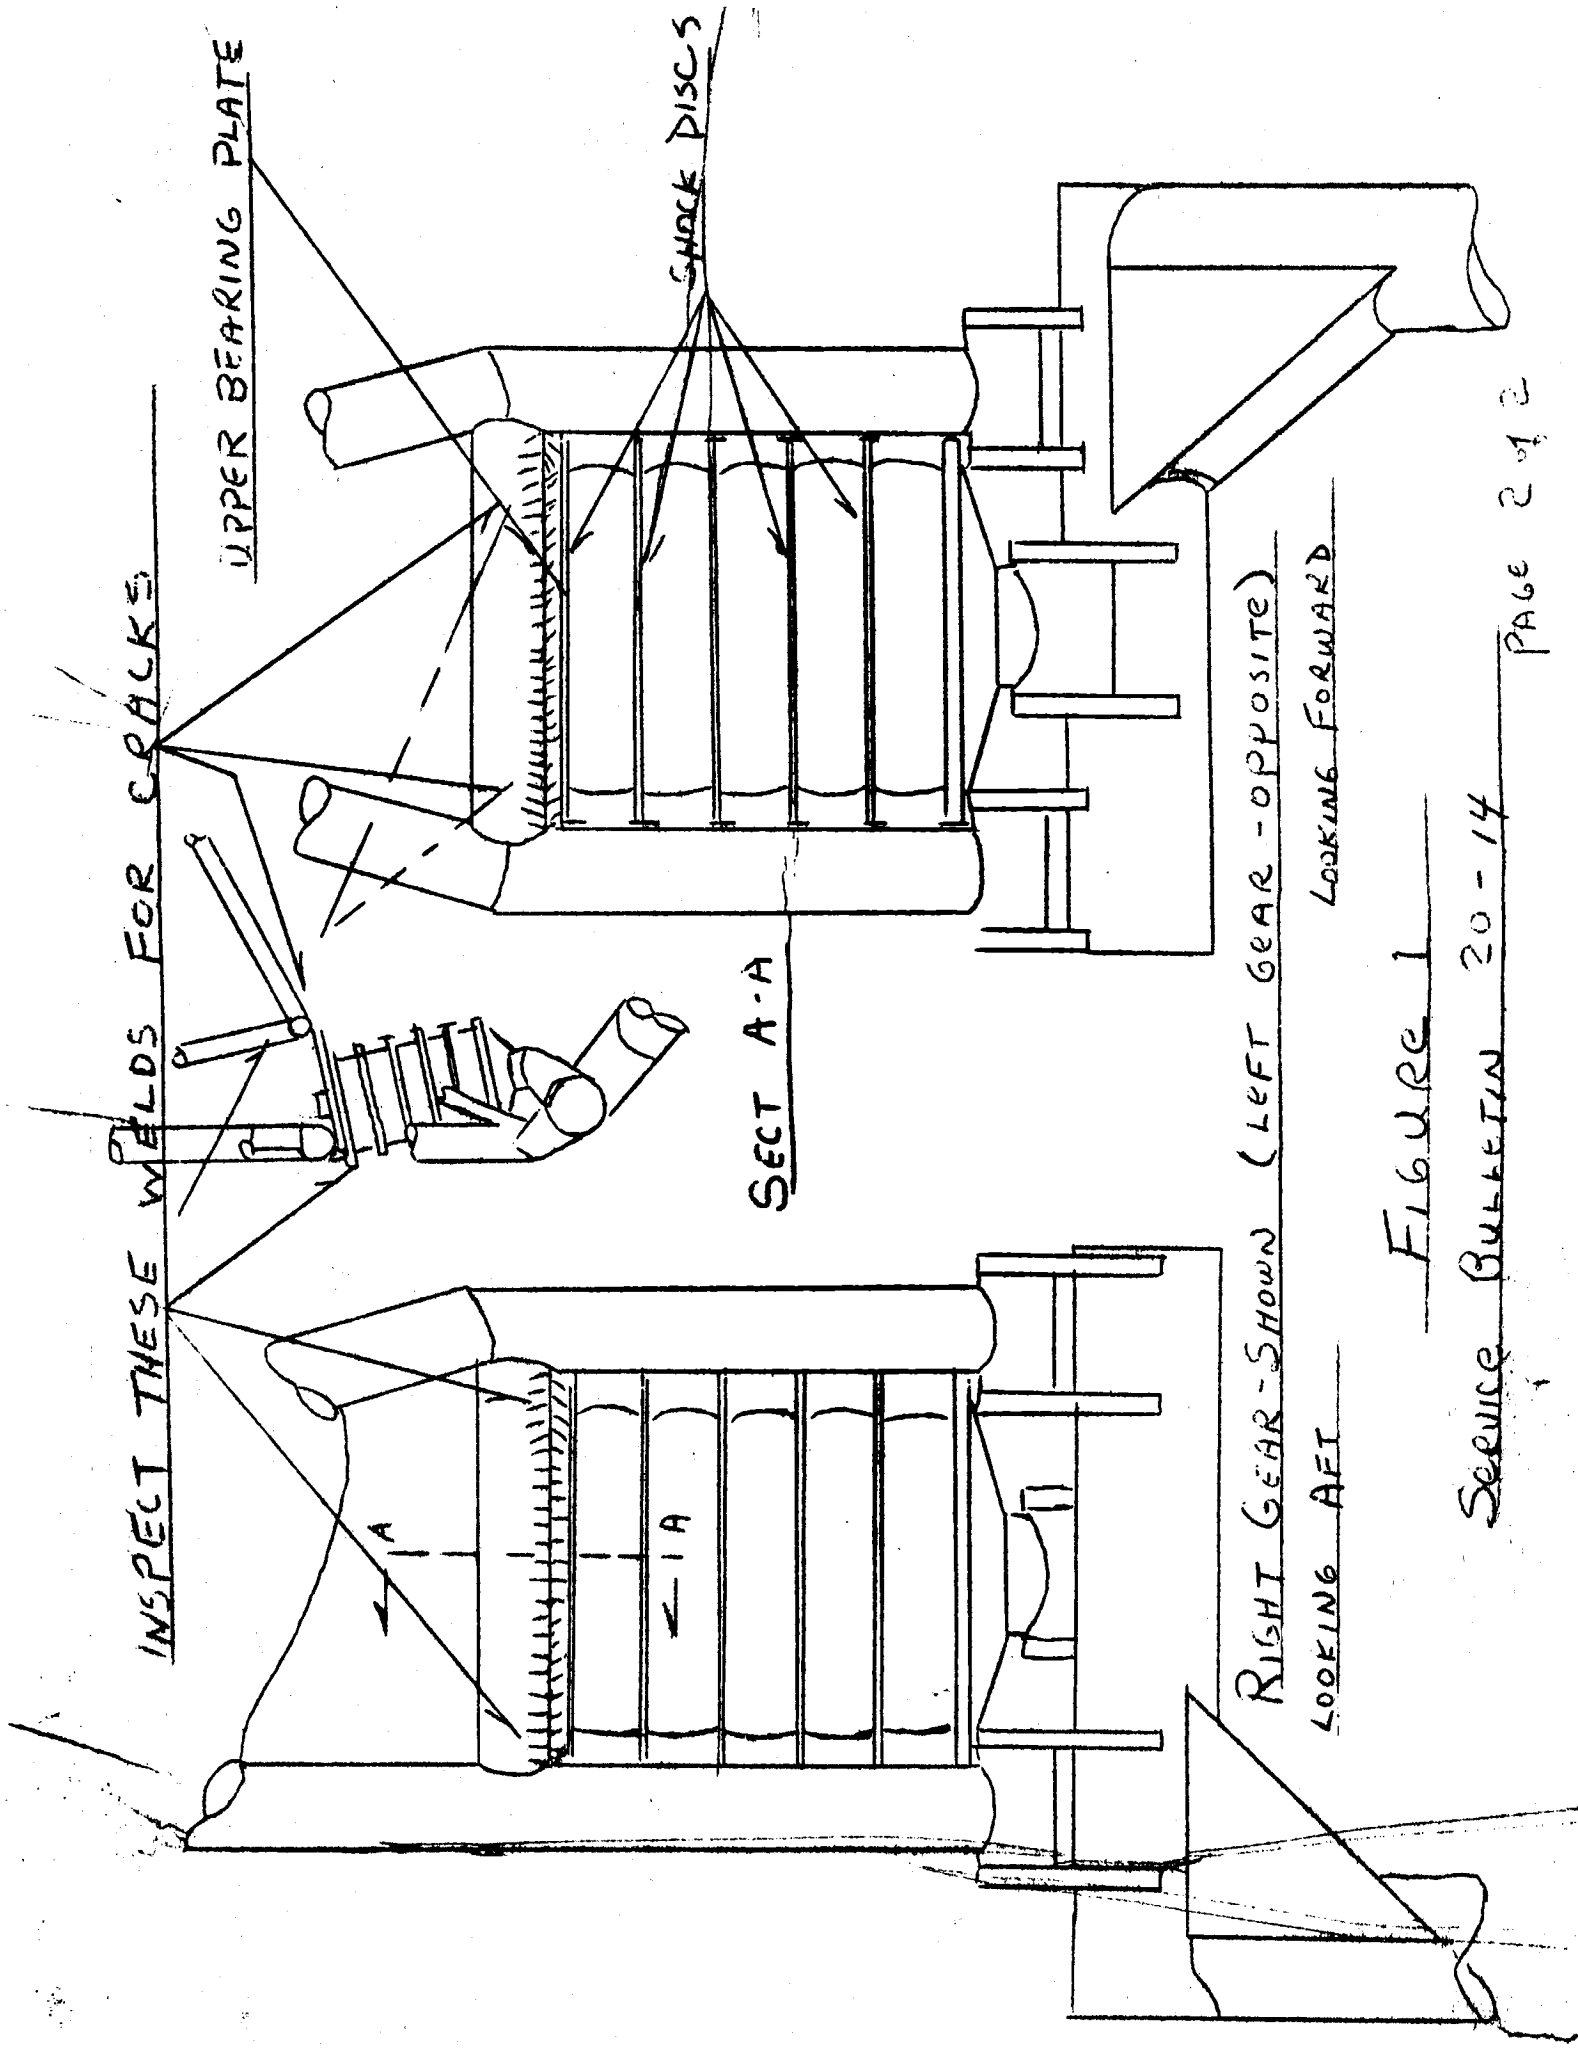 INSPECT THESE WELDS FOR CRACKS
UPPER BEARING PLATE
SHOCK DISCS
A
A
SECT A-A
RIGHT GEAR-SHOWN (LEFT GEAR-OPPOSITE)
LOOKING AFT
LOOKING FORWARD
FIGURE 1
SERVICE BULLETIN 20-14
PAGE 2 of 2